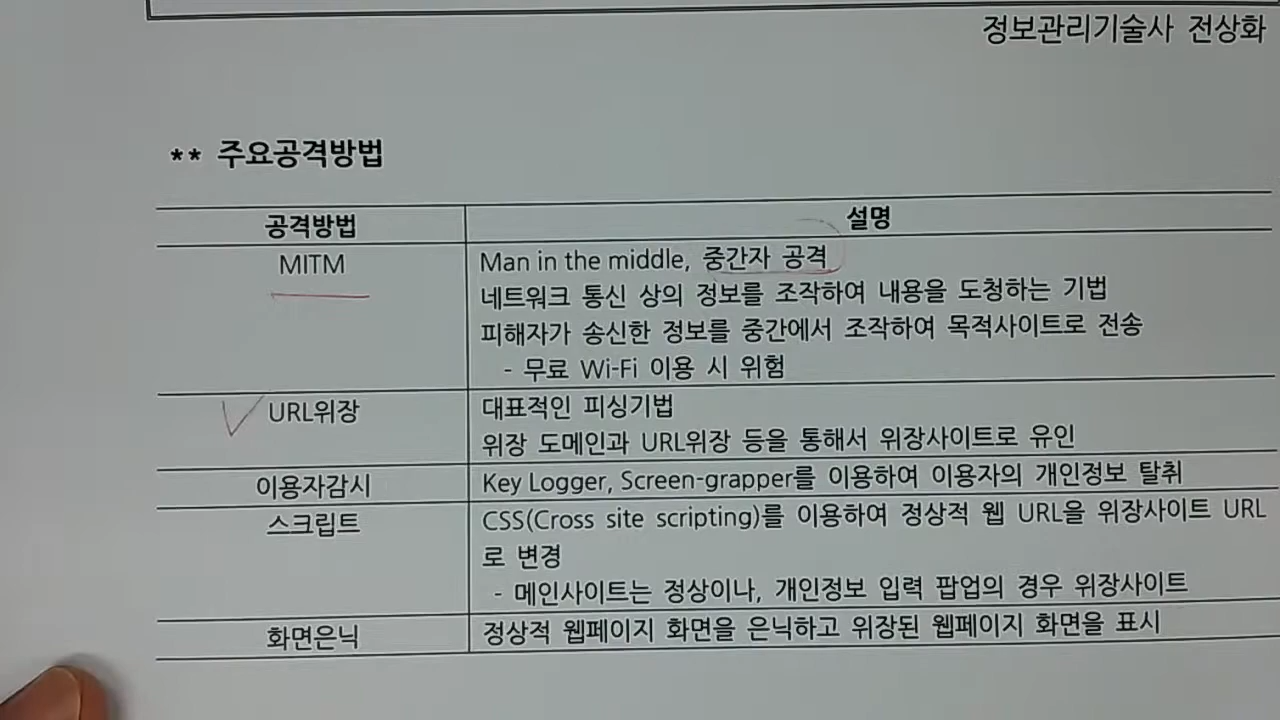 정보관리기술사 전상화
** 주요공격방법
공격방법
설명
MITM
Man in the middle, 중간자 공격
네트워크 통신 상의 정보를 조작하여 내용을 도청하는 기법
피해자가 송신한 정보를 중간에서 조작하여 목적사이트로 전송
- 무료 Wi-Fi 이용 시 위험
URL위장
대표적인 피싱기법
위장 도메인과 URL위장 등을 통해서 위장사이트로 유인
이용자감시
Key Logger, Screen-grapper를 이용하여 이용자의 개인정보 탈취
스크립트
CSS(Cross site scripting)를 이용하여 정상적 웹 URL을 위장사이트 URL
로 변경
- 메인사이트는 정상이나, 개인정보 입력 팝업의 경우 위장사이트
화면은닉
정상적 웹페이지 화면을 은닉하고 위장된 웹페이지 화면을 표시